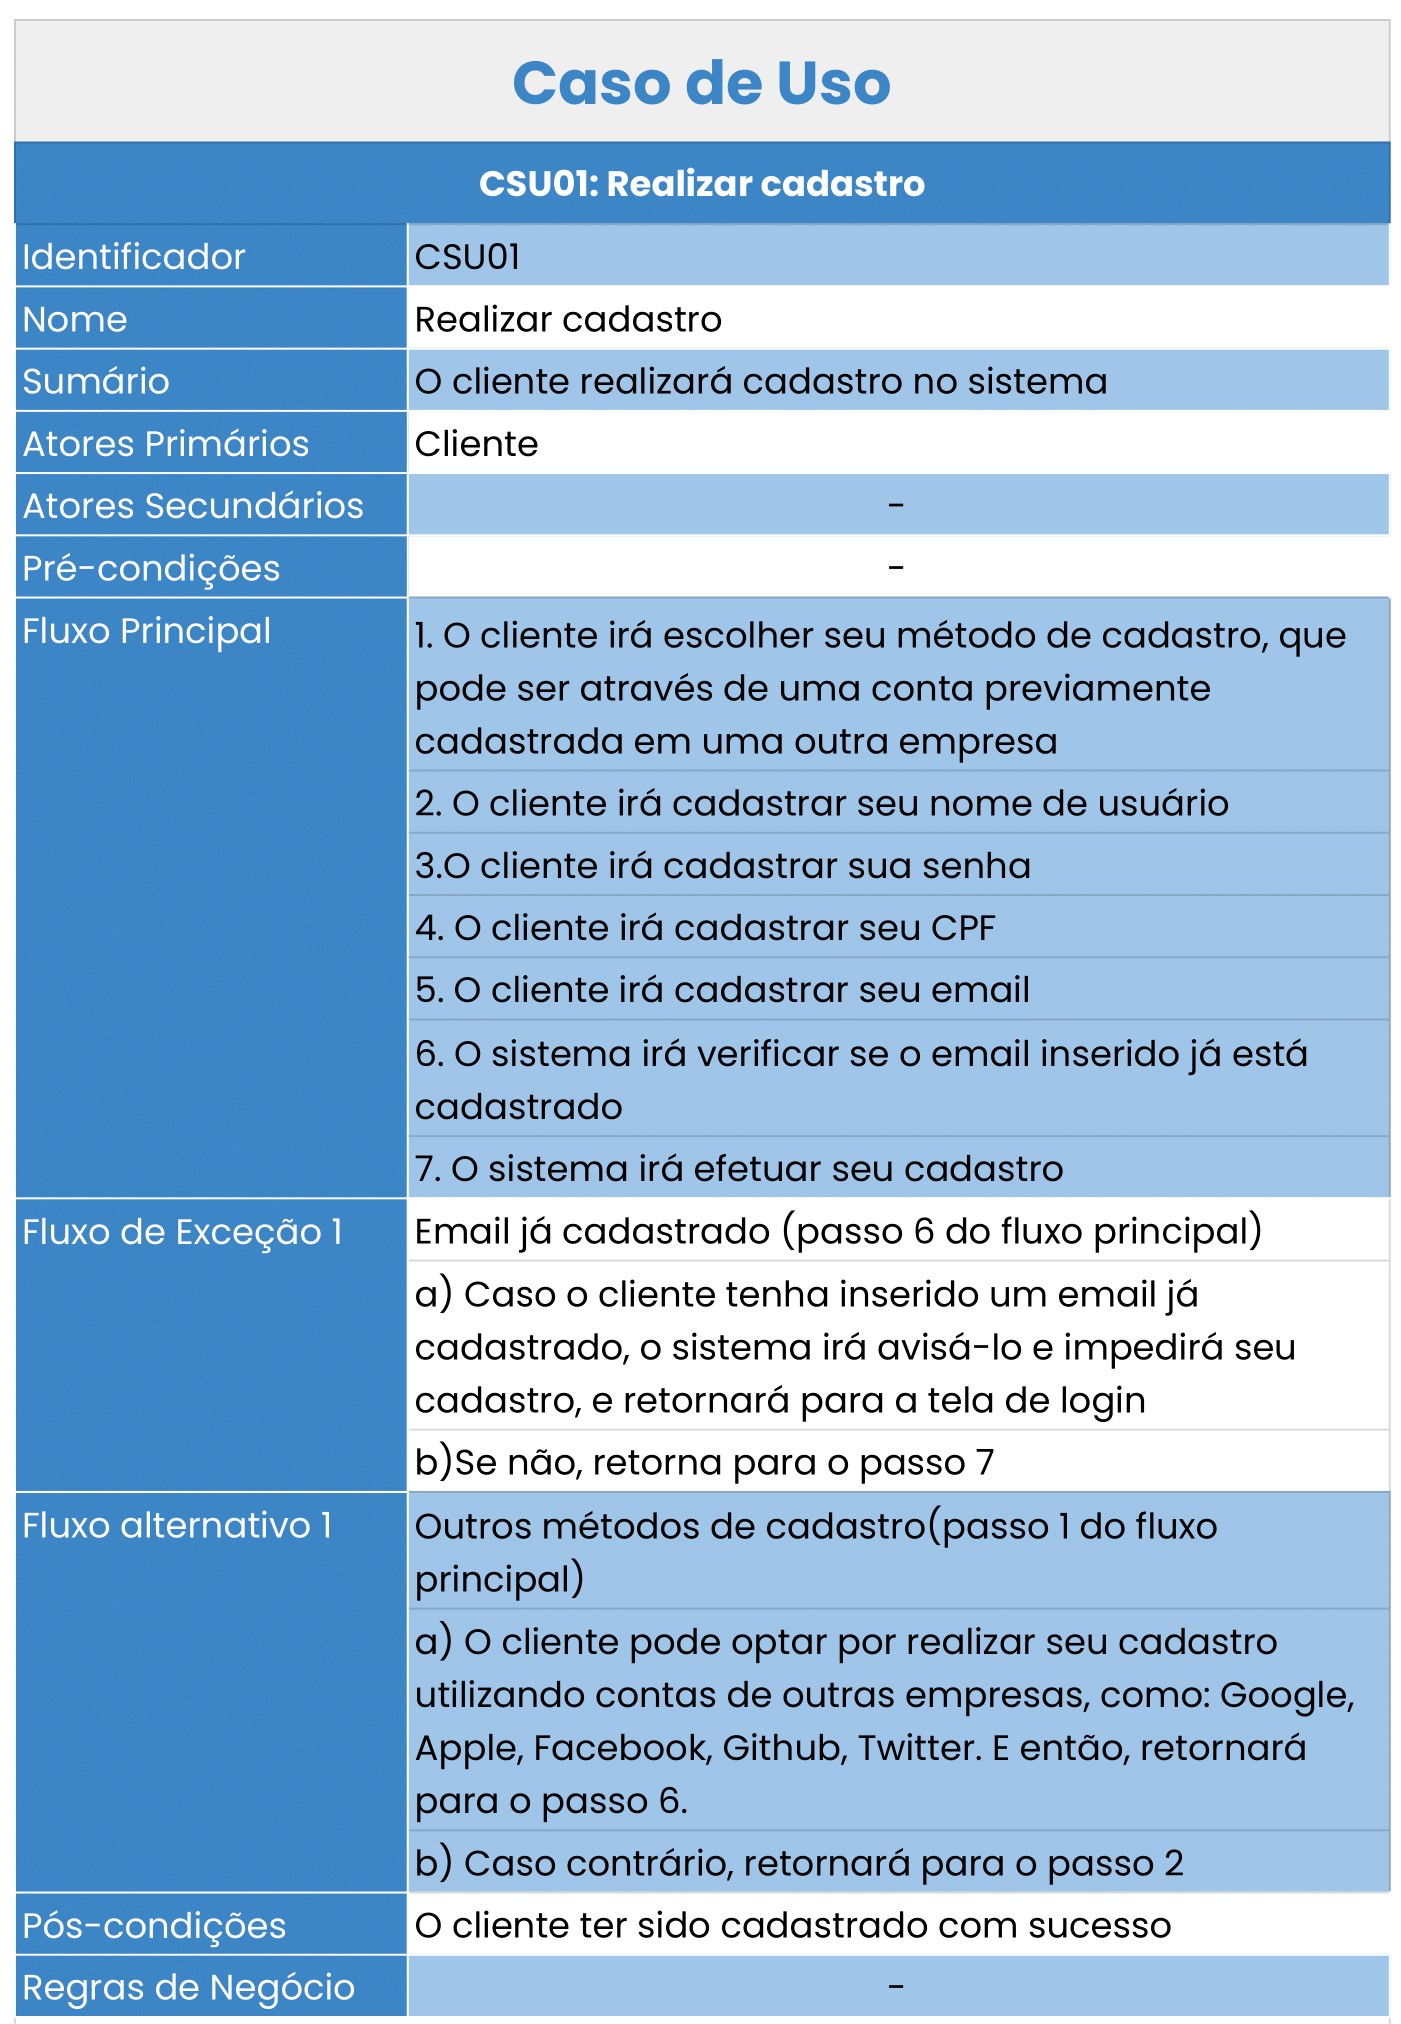 Caso de Uso
CSU01: Realizar cadastro
Identificador
CSU01
Nome
Realizar cadastro
Sumário
O cliente realizará cadastro no sistema
Atores Primários
Cliente
Atores Secundários
-
Pré-condições
-
Fluxo Principal
1. O cliente irá escolher seu método de cadastro, que
pode ser através de uma conta previamente
cadastrada em uma outra empresa
2. O cliente irá cadastrar seu nome de usuário
3.O cliente irá cadastrar sua senha
4. O cliente irá cadastrar seu CPF
5. O cliente irá cadastrar seu email
6. O sistema irá verificar se o email inserido já está
cadastrado
7. O sistema irá efetuar seu cadastro
Fluxo de Exceção 1
Email já cadastrado (passo 6 do fluxo principal)
a) Caso o cliente tenha inserido um email já
cadastrado, o sistema irá avisá-lo e impedirá seu
cadastro, e retornará para a tela de login
b)Se não, retorna para o passo 7
Fluxo alternativo 1
Outros métodos de cadastro(passo 1 do fluxo
principal)
a) O cliente pode optar por realizar seu cadastro
utilizando contas de outras empresas, como: Google,
Apple, Facebook, Github, Twitter. E então, retornará
para o passo 6.
b) Caso contrário, retornará para o passo 2
Pós-condições
O cliente ter sido cadastrado com sucesso
Regras de Negócio
-